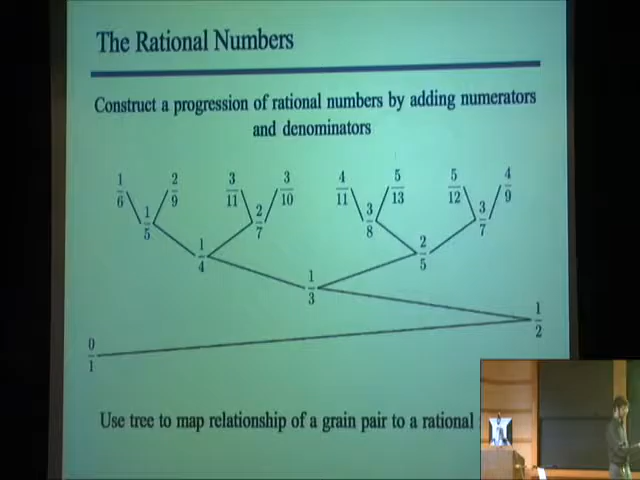 The Rational Numbers
Construct a progression of rational numbers by adding numerators
and denominators
1/6 2/9 3/11 3/10 4/11 5/13 5/12 4/9
1/5 2/7 3/8 3/7
1/4 2/5
1/3
1/2
0/1
Use tree to map relationship of a grain pair to a rational